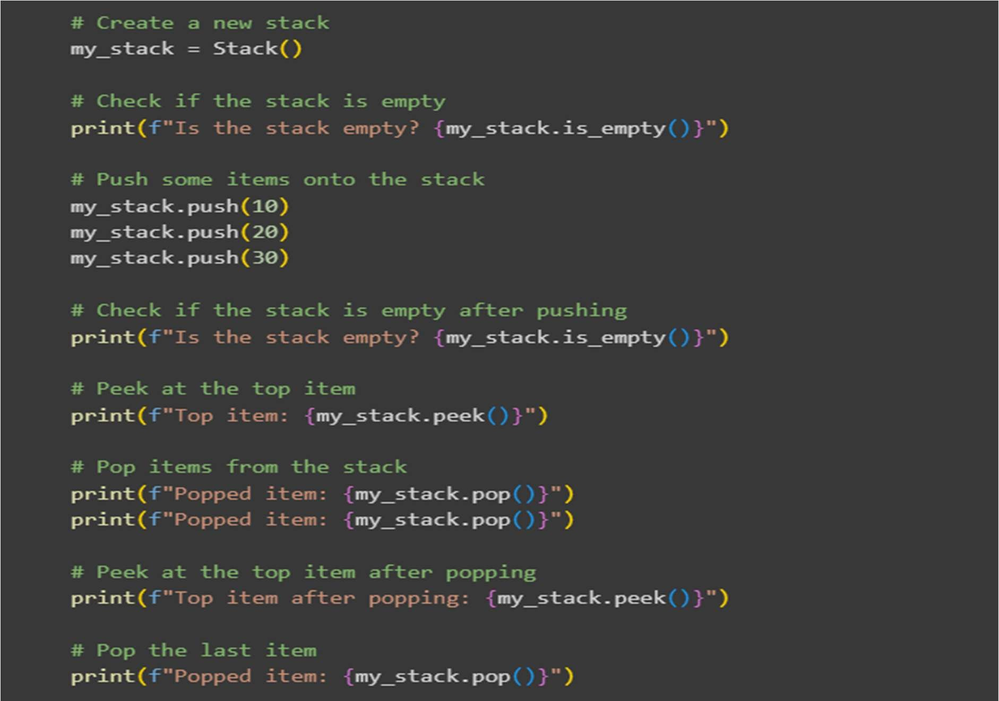 # Create a new stack
my_stack = Stack()
# Check if the stack is empty
print(f"Is the stack empty? {my_stack.is_empty()}")
# Push some items onto the stack
my_stack.push(10)
my_stack.push(20)
my_stack.push(30)
# Check if the stack is empty after pushing
print(f"Is the stack empty? {my_stack.is_empty()}")
# Peek at the top item
print(f"Top item: {my_stack.peek()}")
# Pop items from the stack
print(f"Popped item: {my_stack.pop()}")
print(f"Popped item: {my_stack.pop()}")
# Peek at the top item after popping
print(f"Top item after popping: {my_stack.peek()}")
# Pop the last item
print(f"Popped item: {my_stack.pop()}")